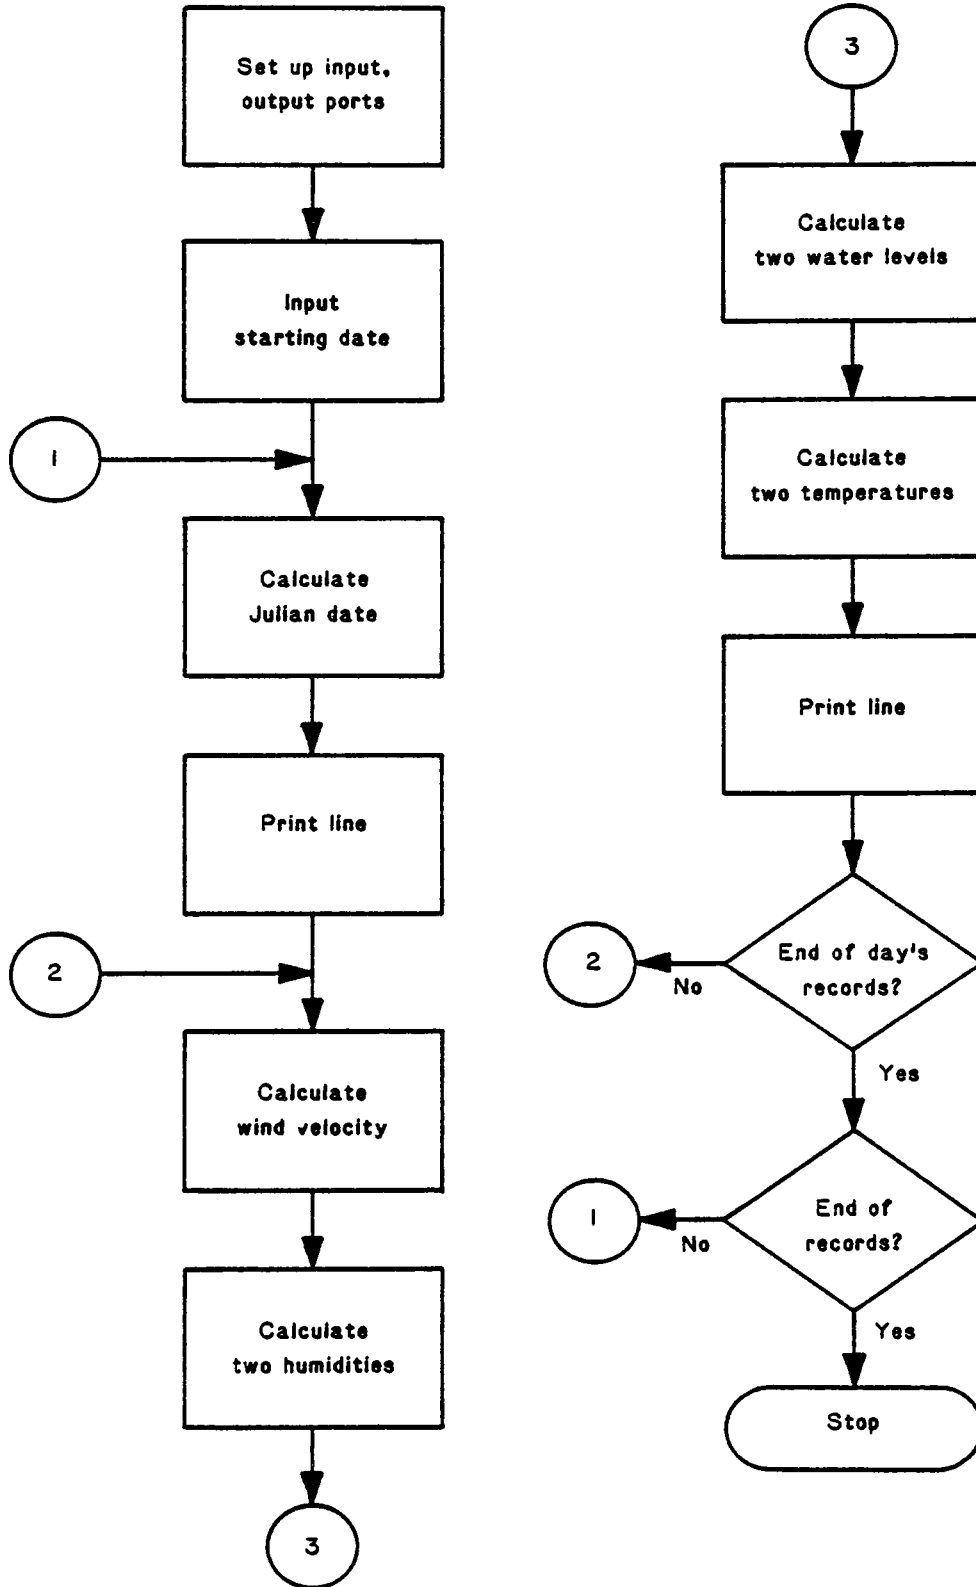 Set up input,
output ports
Input
starting date
1
Calculate
Julian date
Print line
2
Calculate
wind velocity
Calculate
two humidities
3
3
Calculate
two water levels
Calculate
two temperatures
Print line
End of day's
records?
No
2
Yes
End of
records?
No
1
Yes
Stop